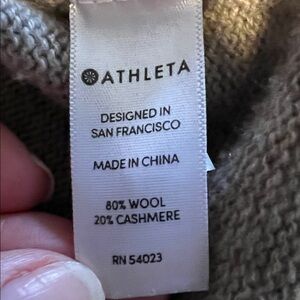 ATHLETA
DESIGNED IN
SAN FRANCISCO
MADE IN CHINA
80% WOOL
20% CASHMERE
RN 54023